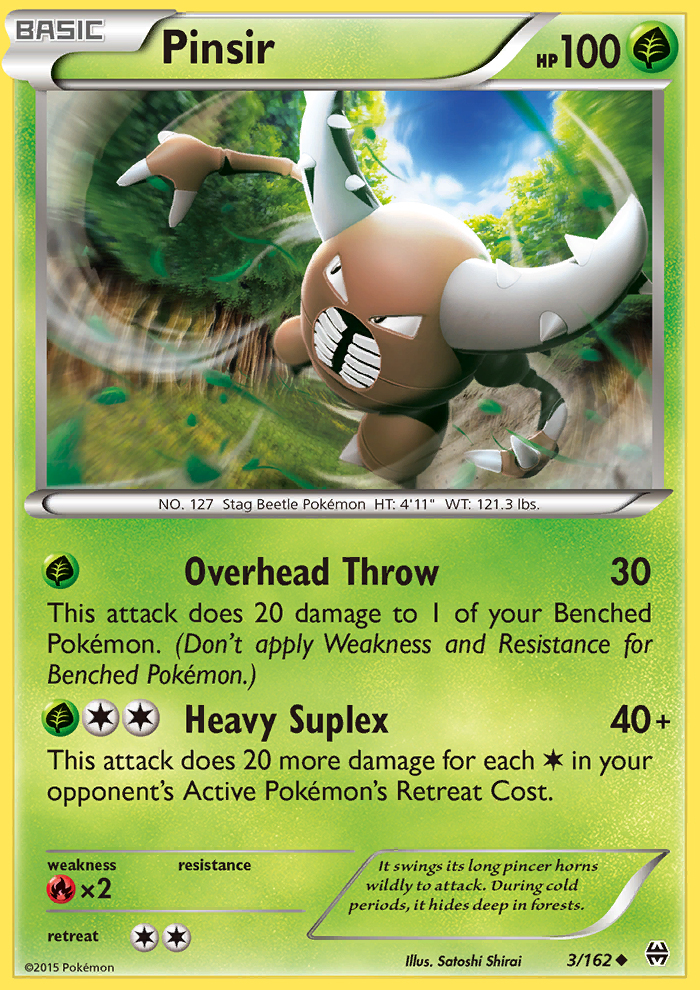 BASIC
Pinsir
HP100
NO. 127 Stag Beetle Pokémon HT: 4'11" WT: 121.3 lbs.
Overhead Throw 30
This attack does 20 damage to 1 of your Benched
Pokémon. (Don't apply Weakness and Resistance for
Benched Pokémon.)
Heavy Suplex 40+
This attack does 20 more damage for each in your
opponent's Active Pokémon's Retreat Cost.
weakness resistance
×2
It swings its long pincer horns
wildly to attack. During cold
periods, it hides deep in forests.
retreat
©2015 Pokémon
Illus. Satoshi Shirai
3/162